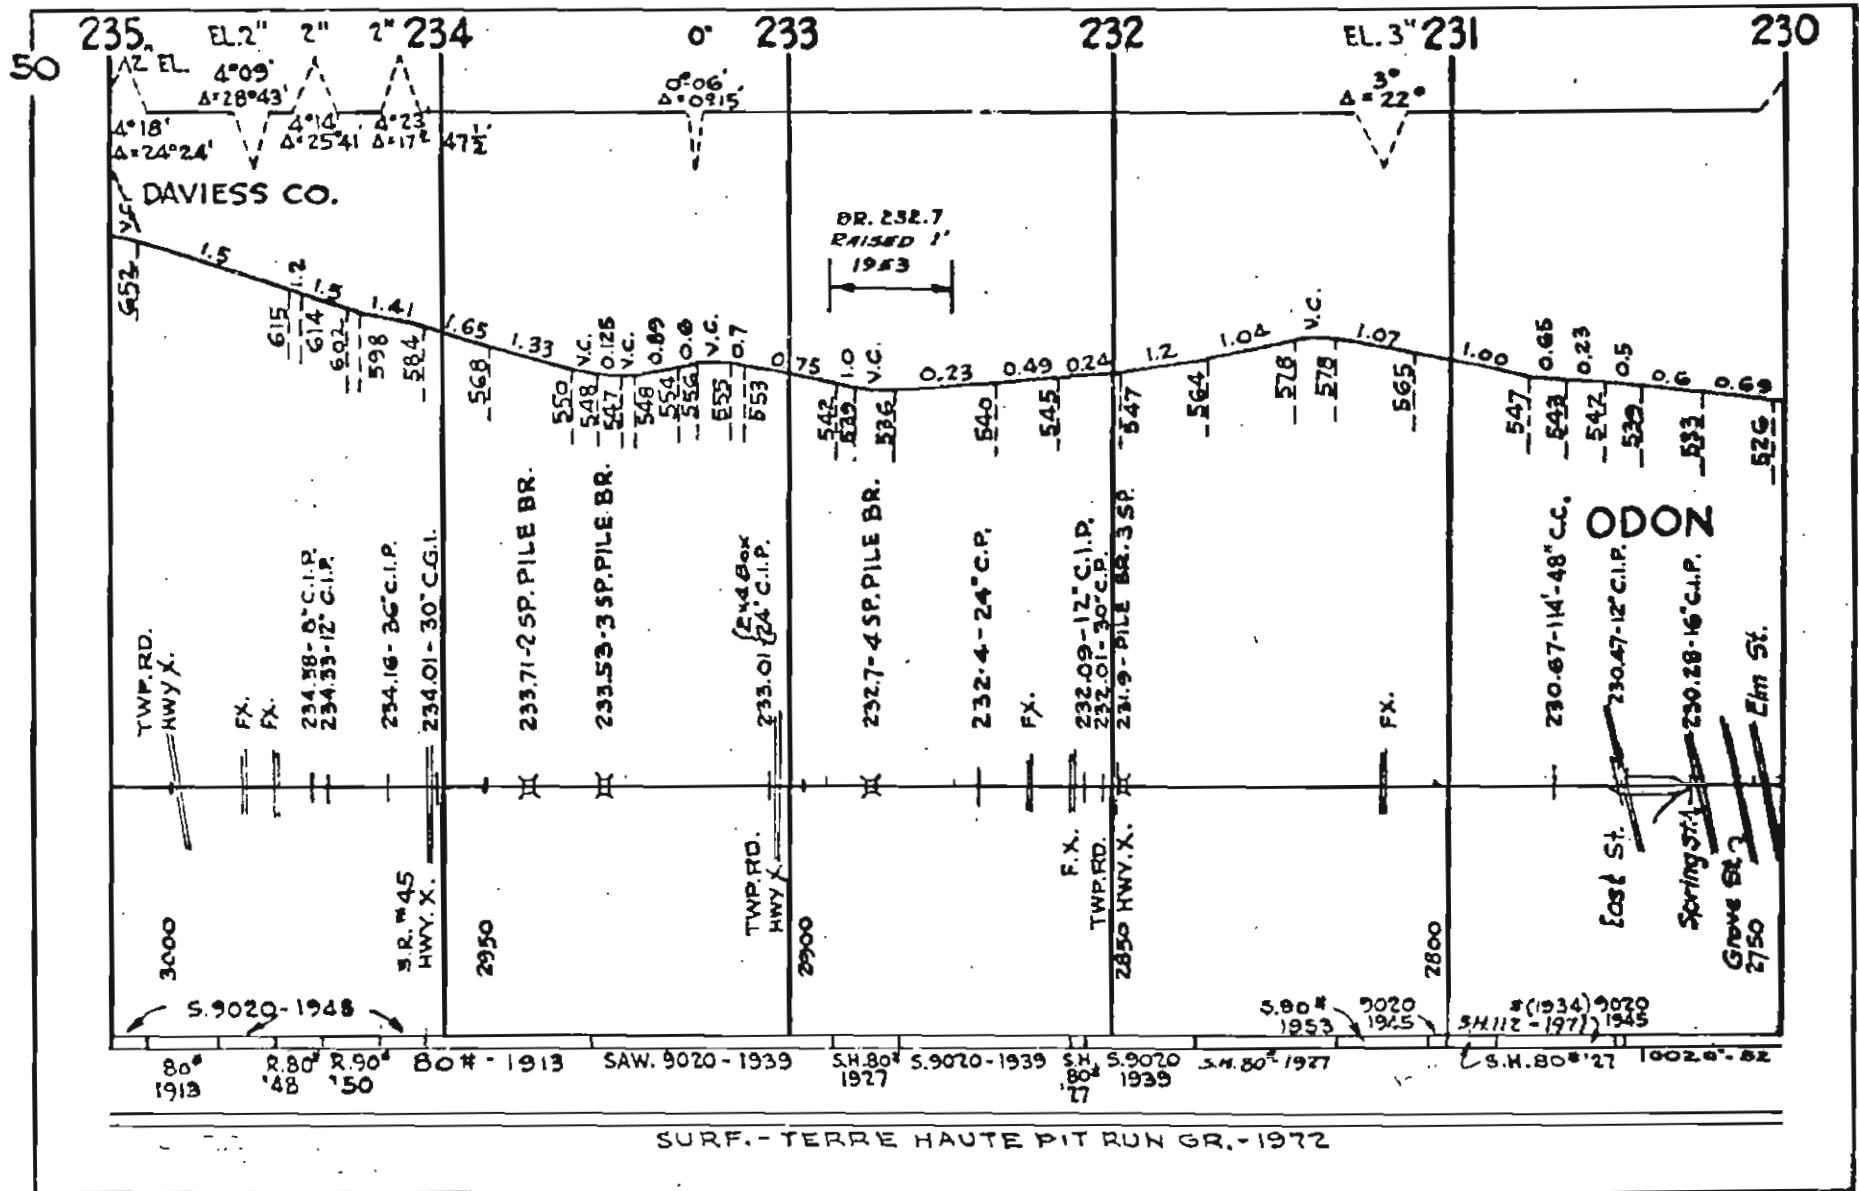 235 EL.2" 2" 2" 234 0° 233 232 EL. 3" 231 230
50
2" EL.
4°09'
Δ=28°43'
0°06'
Δ=0°15'
3°
Δ=22°
4°18'
Δ=24°24'
4°14'
Δ=25°41'
4°23'
47½'
DAVIESS CO.
BR. 232.7
RAISED 1'
1953
V.C. 1.5 1.2 1.5 1.41 1.65 1.33 V.C. 0.125 V.C. 0.89 0.6 V.C. 0.7 0.75 1.0 V.C. 0.23 0.49 0.24 1.2 1.04 V.C. 1.07 1.00 0.65 0.23 0.5 0.6 0.69
652 615 614 602 598 584 568 550 548 547 548 554 556 555 553 542 539 536 540 545 547 564 578 578 565 547 543 542 539 533 526
ODON
TWP. RD.
HWY X.
FX.
FX.
234.38-8" C.I.P.
234.33-12" C.I.P.
234.16-36" C.I.P.
234.01-30" C.G.I.
233.71-2 SP. PILE BR.
233.53-3 SP. PILE BR.
2x4 Box
233.01 24" C.I.P.
232.7-4 SP. PILE BR.
232.4-24" C.P.
FX.
232.09-12" C.I.P.
232.01-30" C.P.
231.9-PILE BR. 3 SP.
FX.
230.67-114'-48" C.C.
230.47-12" C.I.P.
230.28-16" C.I.P.
Elm St.
S.R. #45
HWY. X.
TWP. RD.
HWY X.
F.X.
TWP. RD.
HWY. X.
East St.
Spring St.
Grove St.
3000 2950 2900 2850 2800 2750
S.9020-1948
S.80#
1953
9020
1945
#(1934) 9020
S.H.112-1971 1945
80#
1913
R.80#
'48
R.90#
'50
80#-1913
SAW. 9020-1939
S.H.80#
1927
S.9020-1939
S.H.
80#
'27
S.9020
1939
S.H. 80#-1927
S.H. 80# '27
SURF.-TERRE HAUTE PIT RUN GR.-1972